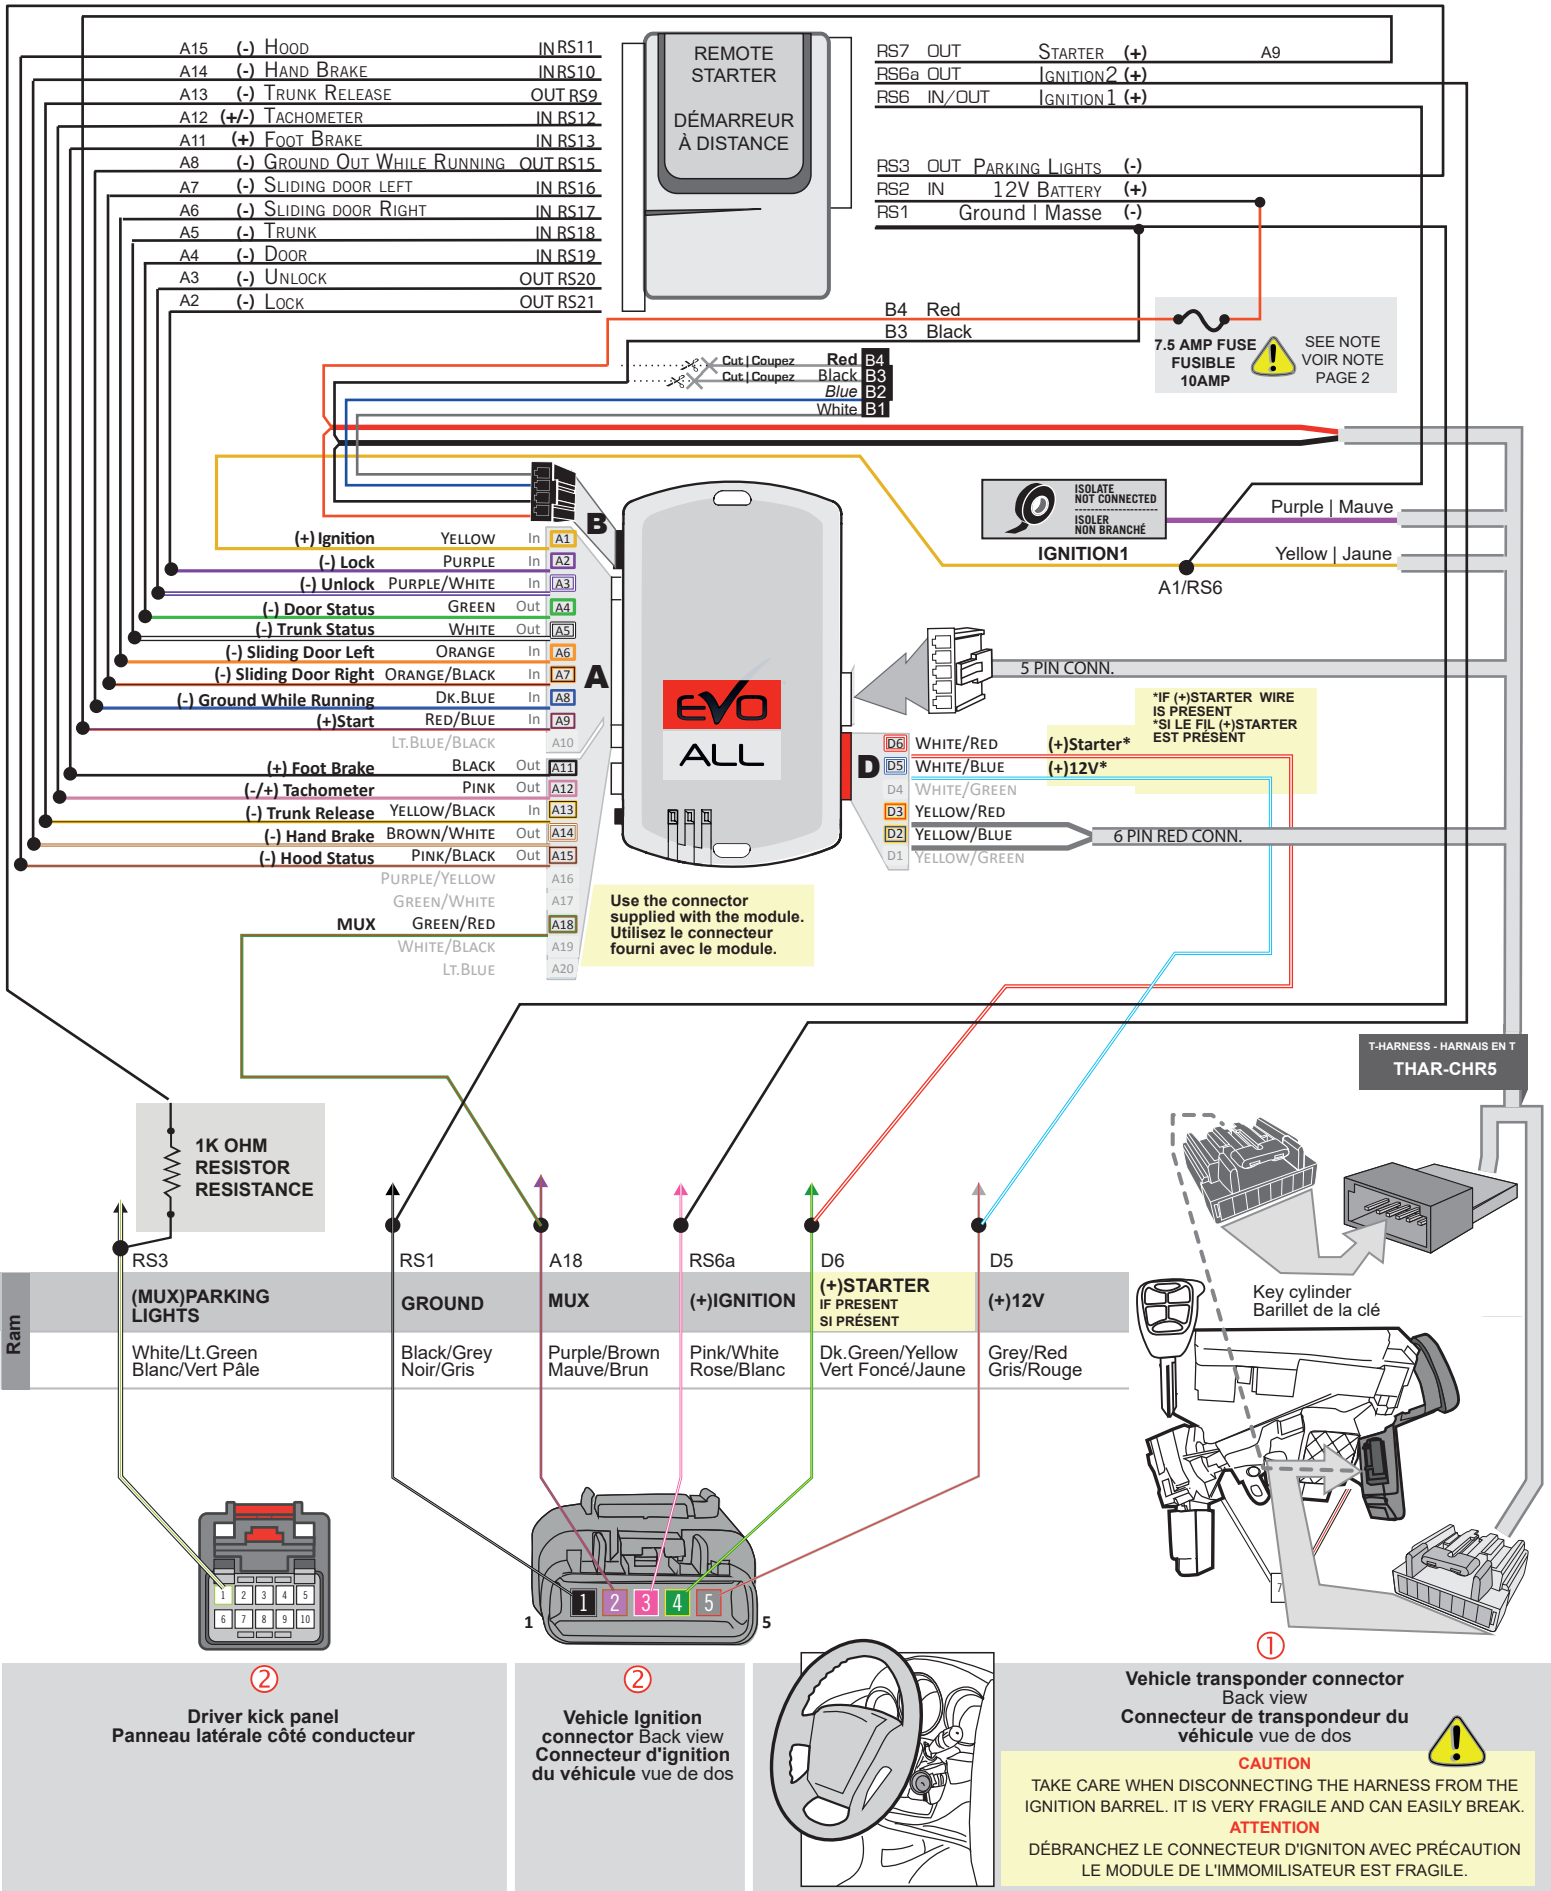 A15 (-) HOOD IN RS11
A14 (-) HAND BRAKE IN RS10
A13 (-) TRUNK RELEASE OUT RS9
A12 (+/-) TACHOMETER IN RS12
A11 (+) FOOT BRAKE IN RS13
A8 (-) GROUND OUT WHILE RUNNING OUT RS15
A7 (-) SLIDING DOOR LEFT IN RS16
A6 (-) SLIDING DOOR RIGHT IN RS17
A5 (-) TRUNK IN RS18
A4 (-) DOOR IN RS19
A3 (-) UNLOCK OUT RS20
A2 (-) LOCK OUT RS21
REMOTE
STARTER
DÉMARREUR
À DISTANCE
RS7 OUT STARTER (+) A9
RS6a OUT IGNITION2 (+)
RS6 IN/OUT IGNITION1 (+)
RS3 OUT PARKING LIGHTS (-)
RS2 IN 12V BATTERY (+)
RS1 Ground | Masse (-)
B4 Red
B3 Black
7.5 AMP FUSE
FUSIBLE
10AMP
SEE NOTE
VOIR NOTE
PAGE 2
Cut | Coupez Red B4
Cut | Coupez Black B3
Blue B2
White B1
ISOLATE
NOT CONNECTED
ISOLER
NON BRANCHÉ
Purple | Mauve
IGNITION1
Yellow | Jaune
A1/RS6
B
(+) Ignition YELLOW In A1
(-) Lock PURPLE In A2
(-) Unlock PURPLE/WHITE In A3
(-) Door Status GREEN Out A4
(-) Trunk Status WHITE Out A5
(-) Sliding Door Left ORANGE In A6
(-) Sliding Door Right ORANGE/BLACK In A7
(-) Ground While Running DK.BLUE In A8
(+)Start RED/BLUE In A9
LT.BLUE/BLACK A10
(+) Foot Brake BLACK Out A11
(-/+) Tachometer PINK Out A12
(-) Trunk Release YELLOW/BLACK In A13
(-) Hand Brake BROWN/WHITE Out A14
(-) Hood Status PINK/BLACK Out A15
PURPLE/YELLOW A16
GREEN/WHITE A17
MUX GREEN/RED A18
WHITE/BLACK A19
LT.BLUE A20
A
EVO
ALL
5 PIN CONN.
*IF (+)STARTER WIRE
IS PRESENT
*SI LE FIL (+)STARTER
EST PRÉSENT
D
D6 WHITE/RED (+)Starter*
D5 WHITE/BLUE (+)12V*
D4 WHITE/GREEN
D3 YELLOW/RED
D2 YELLOW/BLUE
D1 YELLOW/GREEN
6 PIN RED CONN.
Use the connector
supplied with the module.
Utilisez le connecteur
fourni avec le module.
T-HARNESS - HARNAIS EN T
THAR-CHR5
1K OHM
RESISTOR
RESISTANCE
RS3 RS1 A18 RS6a D6 D5
Ram
(MUX)PARKING
LIGHTS
GROUND
MUX
(+)IGNITION
(+)STARTER
IF PRESENT
SI PRÉSENT
(+)12V
White/Lt.Green
Blanc/Vert Pâle
Black/Grey
Noir/Gris
Purple/Brown
Mauve/Brun
Pink/White
Rose/Blanc
Dk.Green/Yellow
Vert Foncé/Jaune
Grey/Red
Gris/Rouge
Key cylinder
Barillet de la clé
1 2 3 4 5
6 7 8 9 10
1 2 3 4 5
1 5
7
②
Driver kick panel
Panneau latérale côté conducteur
②
Vehicle Ignition
connector Back view
Connecteur d'ignition
du véhicule vue de dos
①
Vehicle transponder connector
Back view
Connecteur de transpondeur du
véhicule vue de dos
CAUTION
TAKE CARE WHEN DISCONNECTING THE HARNESS FROM THE
IGNITION BARREL. IT IS VERY FRAGILE AND CAN EASILY BREAK.
ATTENTION
DÉBRANCHEZ LE CONNECTEUR D'IGNITON AVEC PRÉCAUTION
LE MODULE DE L'IMMOMILISATEUR EST FRAGILE.